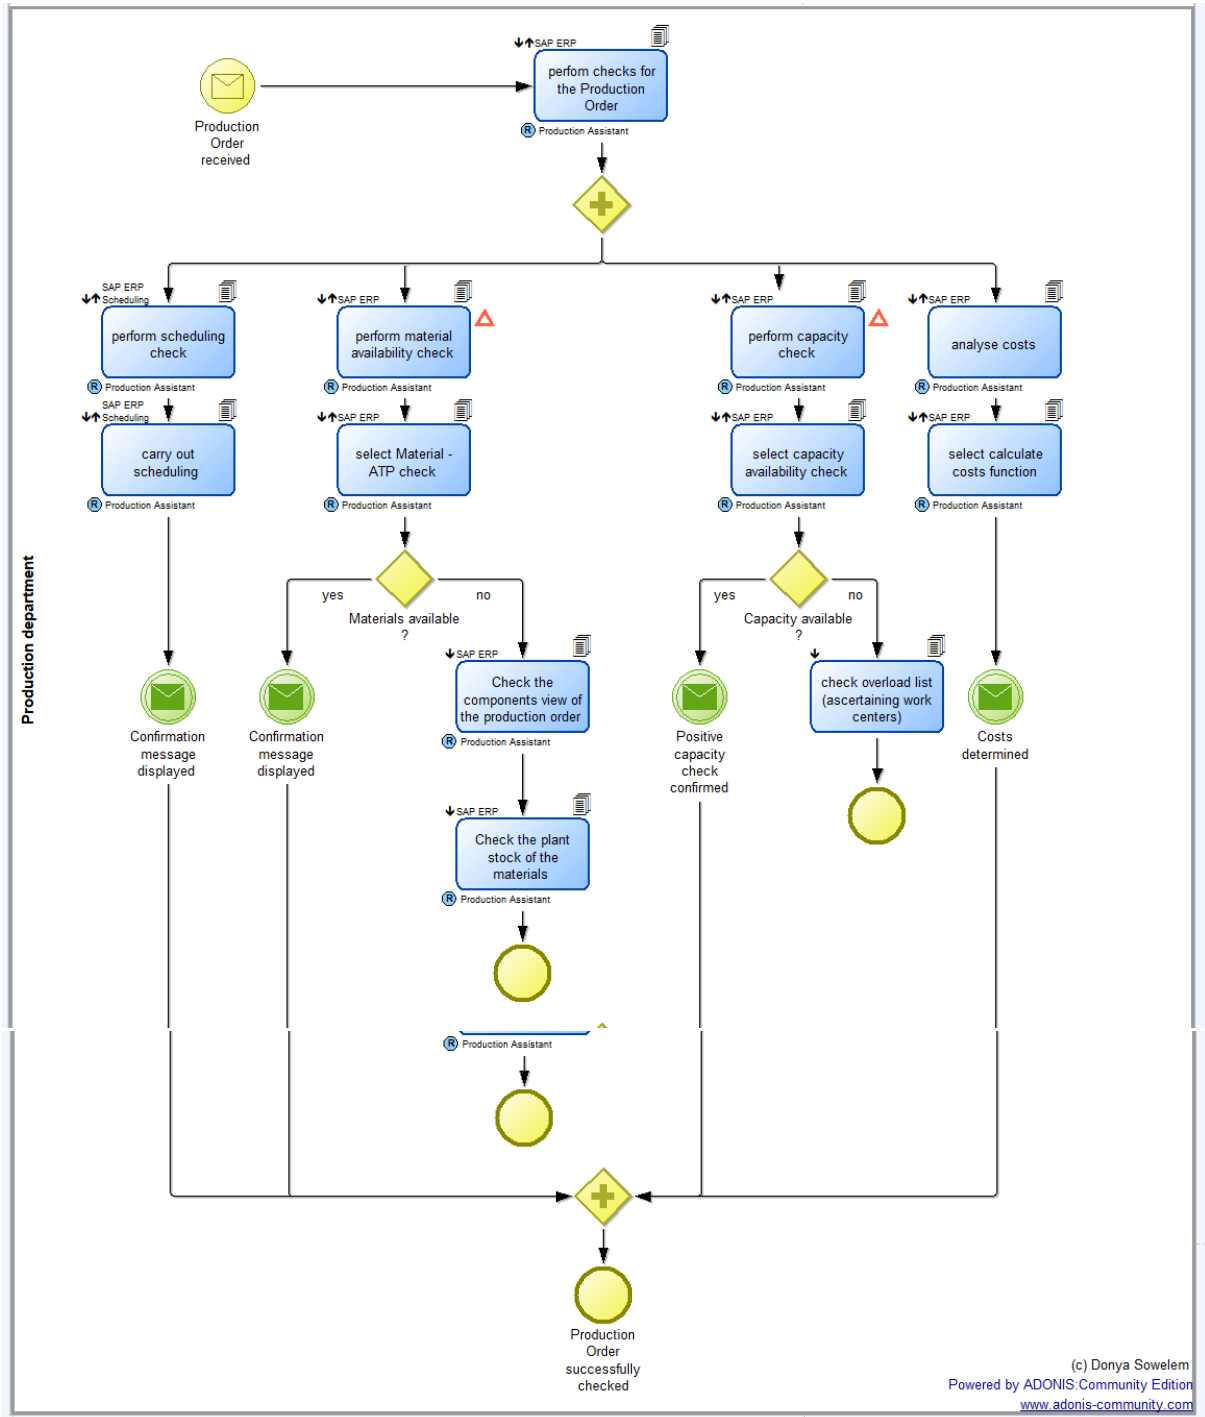 SAP ERP
perfom checks for
the Production
Order
R Production Assistant
Production
Order
received
SAP ERP
Scheduling
perform scheduling
check
R Production Assistant
SAP ERP
perform material
availability check
R Production Assistant
SAP ERP
perform capacity
check
R Production Assistant
SAP ERP
analyse costs
R Production Assistant
SAP ERP
Scheduling
carry out
scheduling
R Production Assistant
SAP ERP
select Material -
ATP check
R Production Assistant
SAP ERP
select capacity
availability check
R Production Assistant
SAP ERP
select calculate
costs function
R Production Assistant
Production department
yes
no
Materials available
?
yes
no
Capacity available
?
Confirmation
message
displayed
Confirmation
message
displayed
SAP ERP
Check the
components view of
the production order
R Production Assistant
Positive
capacity
check
confirmed
check overload list
(ascertaining work
centers)
Costs
determined
SAP ERP
Check the plant
stock of the
materials
R Production Assistant
R Production Assistant
Production
Order
successfully
checked
(c) Donya Sowelem
Powered by ADONIS:Community Edition
www.adonis-community.com